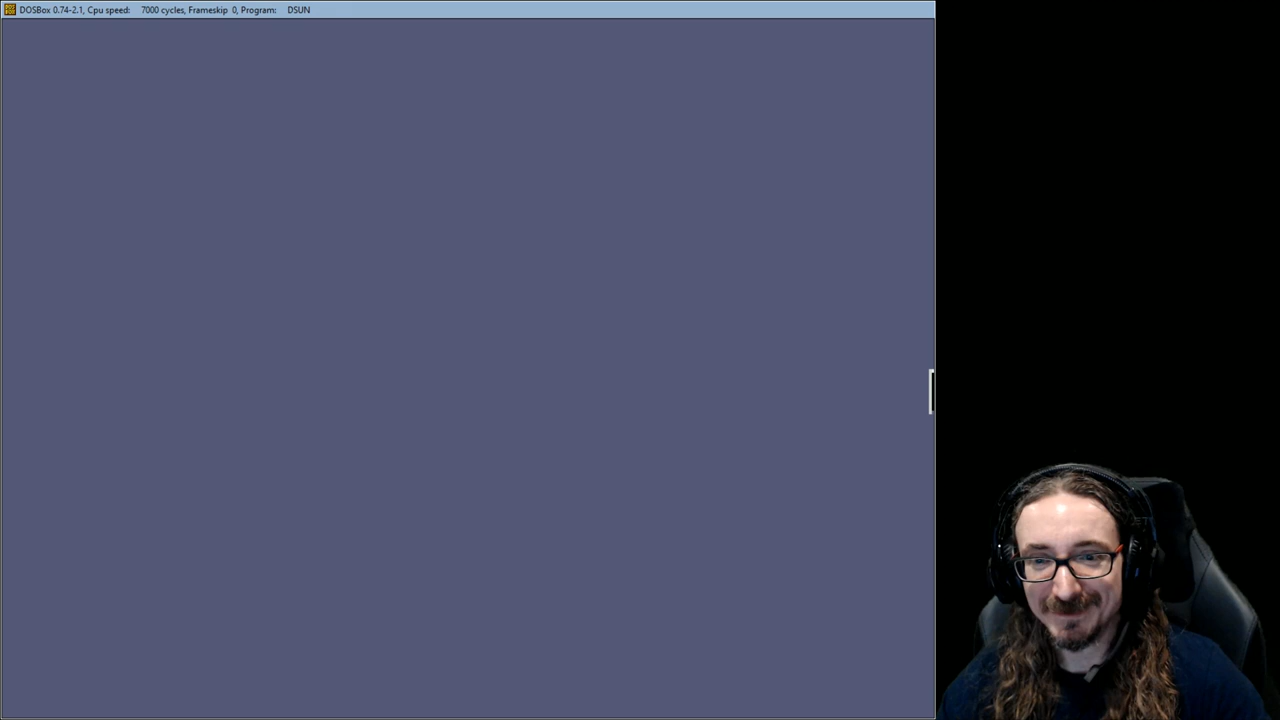 DOSBox 0.74-2.1, Cpu speed: 7000 cycles, Frameskip 0, Program: DSUN